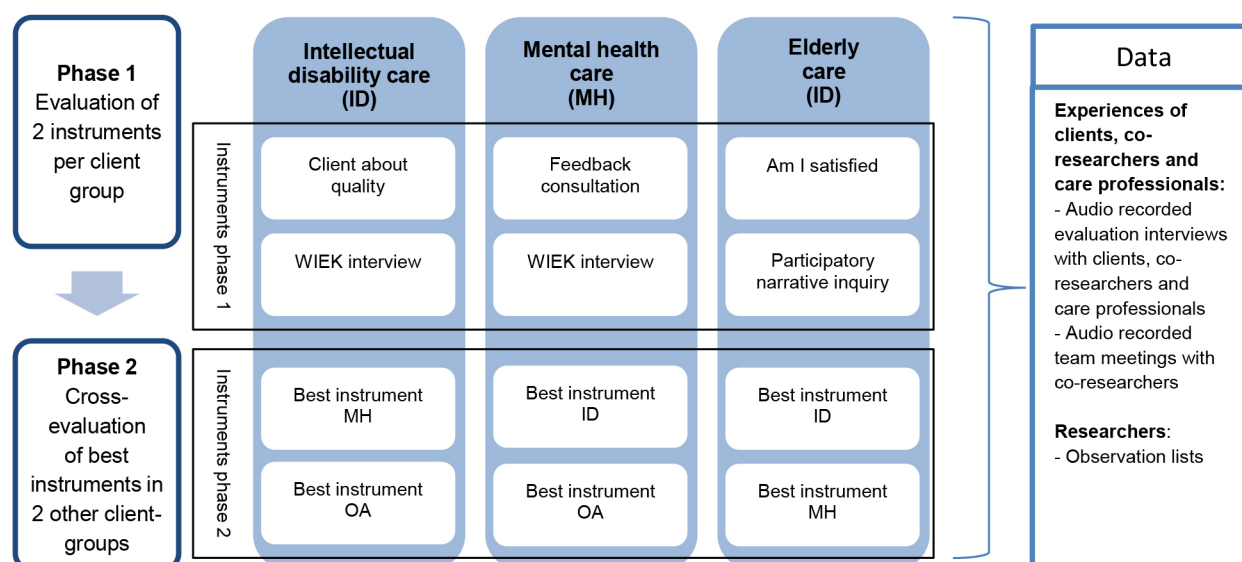 Phase 1
Evaluation of
2 instruments
per client
group
Phase 2
Cross-
evaluation
of best
instruments in
2 other client-
groups
Intellectual
disability care
(ID)
Mental health
care
(MH)
Elderly
care
(ID)
Instruments phase 1
Client about
quality
Feedback
consultation
Am I satisfied
WIEK interview
WIEK interview
Participatory
narrative inquiry
Instruments phase 2
Best instrument
MH
Best instrument
ID
Best instrument
ID
Best instrument
OA
Best instrument
OA
Best instrument
MH
Data
Experiences of
clients, co-
researchers and
care professionals:
- Audio recorded
evaluation interviews
with clients, co-
researchers and
care professionals
- Audio recorded
team meetings with
co-researchers
Researchers:
- Observation lists